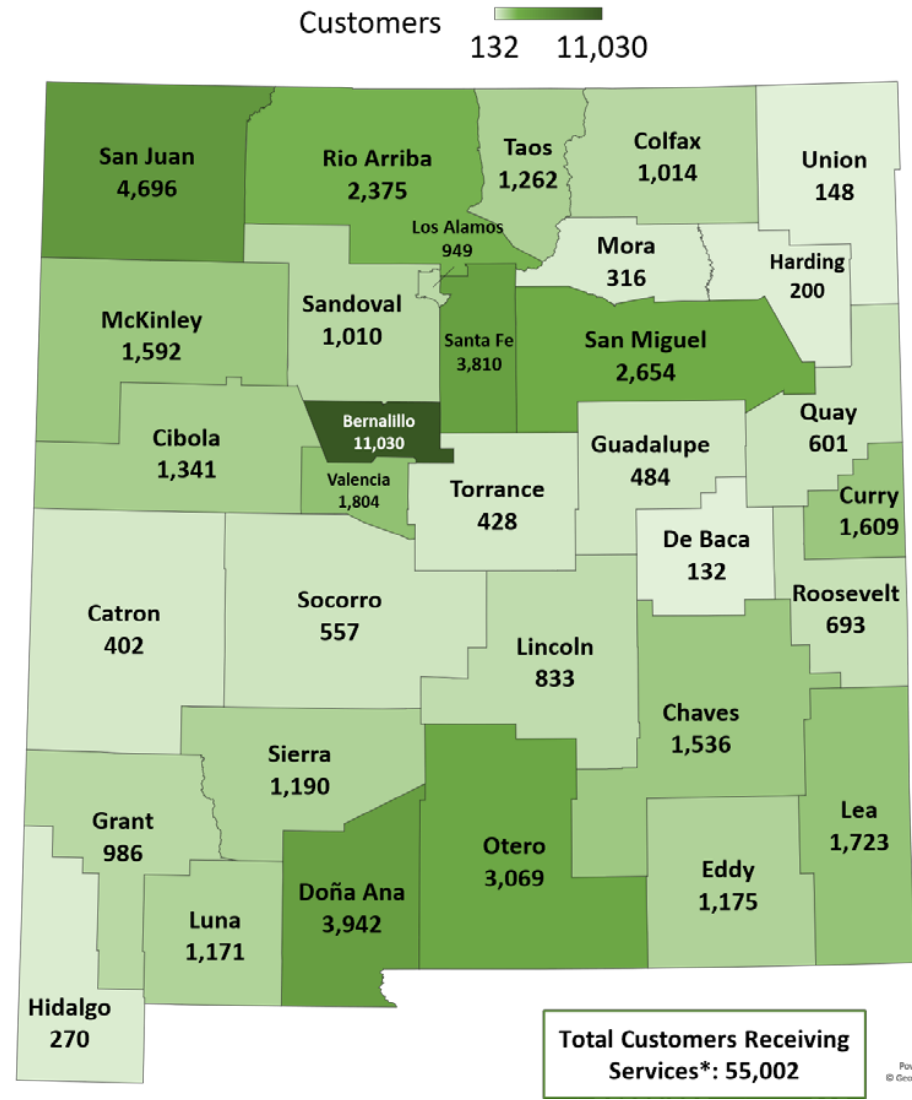 Customers
132 11,030
San Juan
4,696
Rio Arriba
2,375
Taos
1,262
Colfax
1,014
Union
148
Los Alamos
949
Mora
316
Harding
200
McKinley
1,592
Sandoval
1,010
Santa Fe
3,810
San Miguel
2,654
Bernalillo
11,030
Quay
601
Cibola
1,341
Guadalupe
484
Valencia
1,804
Torrance
428
Curry
1,609
De Baca
132
Catron
402
Socorro
557
Roosevelt
693
Lincoln
833
Chaves
1,536
Sierra
1,190
Grant
986
Lea
1,723
Otero
3,069
Eddy
1,175
Doña Ana
3,942
Luna
1,171
Hidalgo
270
Total Customers Receiving
Services*: 55,002
© Geo